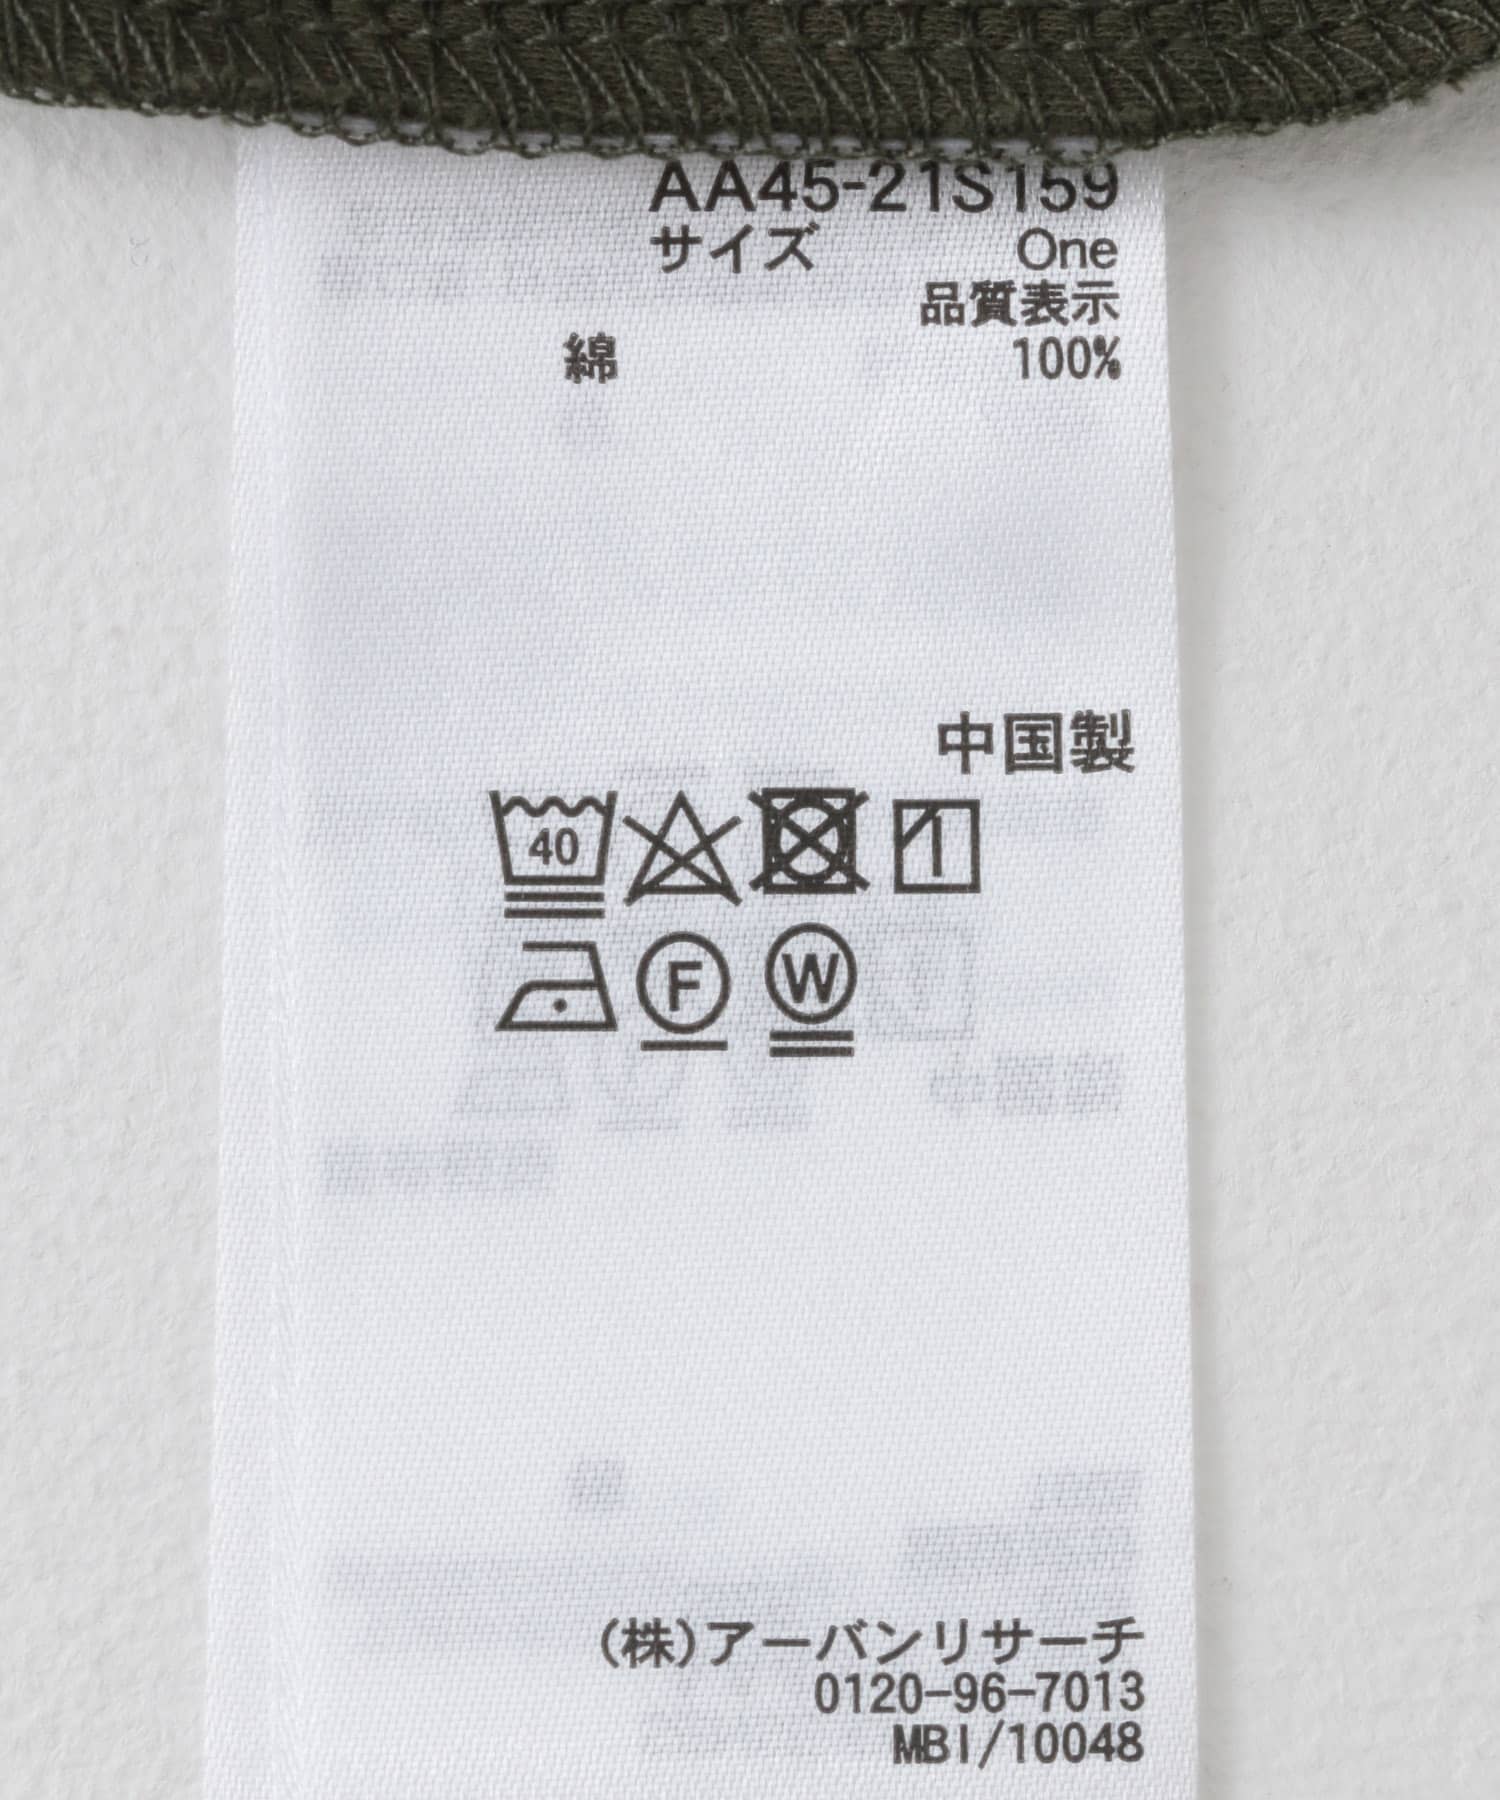 AA45-21S159
サイズ One
品質表示
綿 100%
中国製
40
F W
(株)アーバンリサーチ
0120-96-7013
MBI/10048